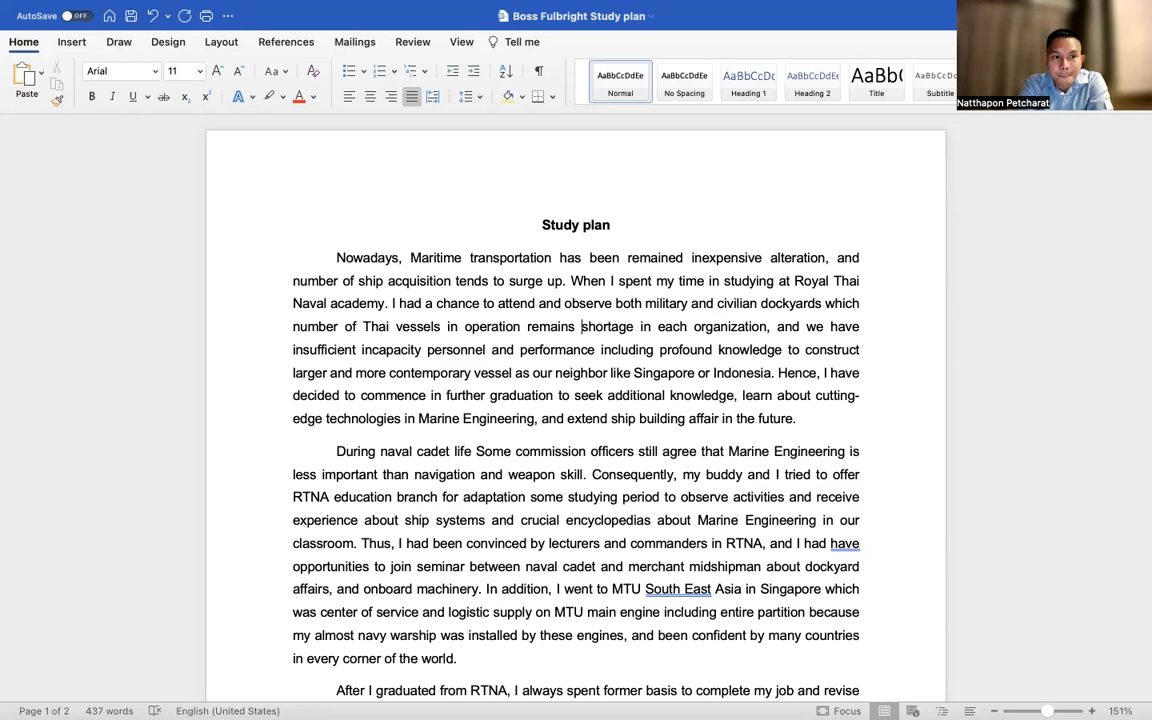 AutoSave OFF
Boss Fulbright Study plan
Home Insert Draw Design Layout References Mailings Review View Tell me
Paste
Arial 11
Aa
B I U ab x2 x2 A A
AaBbCcDdEe AaBbCcDdEe AaBbCcDc AaBbCcDdEe AaBb( AaBbCcDdEe
Normal No Spacing Heading 1 Heading 2 Title Subtitle
Natthapon Petcharat
Study plan
Nowadays, Maritime transportation has been remained inexpensive alteration, and
number of ship acquisition tends to surge up. When I spent my time in studying at Royal Thai
Naval academy. I had a chance to attend and observe both military and civilian dockyards which
number of Thai vessels in operation remains shortage in each organization, and we have
insufficient incapacity personnel and performance including profound knowledge to construct
larger and more contemporary vessel as our neighbor like Singapore or Indonesia. Hence, I have
decided to commence in further graduation to seek additional knowledge, learn about cutting-
edge technologies in Marine Engineering, and extend ship building affair in the future.
During naval cadet life Some commission officers still agree that Marine Engineering is
less important than navigation and weapon skill. Consequently, my buddy and I tried to offer
RTNA education branch for adaptation some studying period to observe activities and receive
experience about ship systems and crucial encyclopedias about Marine Engineering in our
classroom. Thus, I had been convinced by lecturers and commanders in RTNA, and I had have
opportunities to join seminar between naval cadet and merchant midshipman about dockyard
affairs, and onboard machinery. In addition, I went to MTU South East Asia in Singapore which
was center of service and logistic supply on MTU main engine including entire partition because
my almost navy warship was installed by these engines, and been confident by many countries
in every corner of the world.
After I graduated from RTNA, I always spent former basis to complete my job and revise
Page 1 of 2 437 words English (United States) Focus 151%